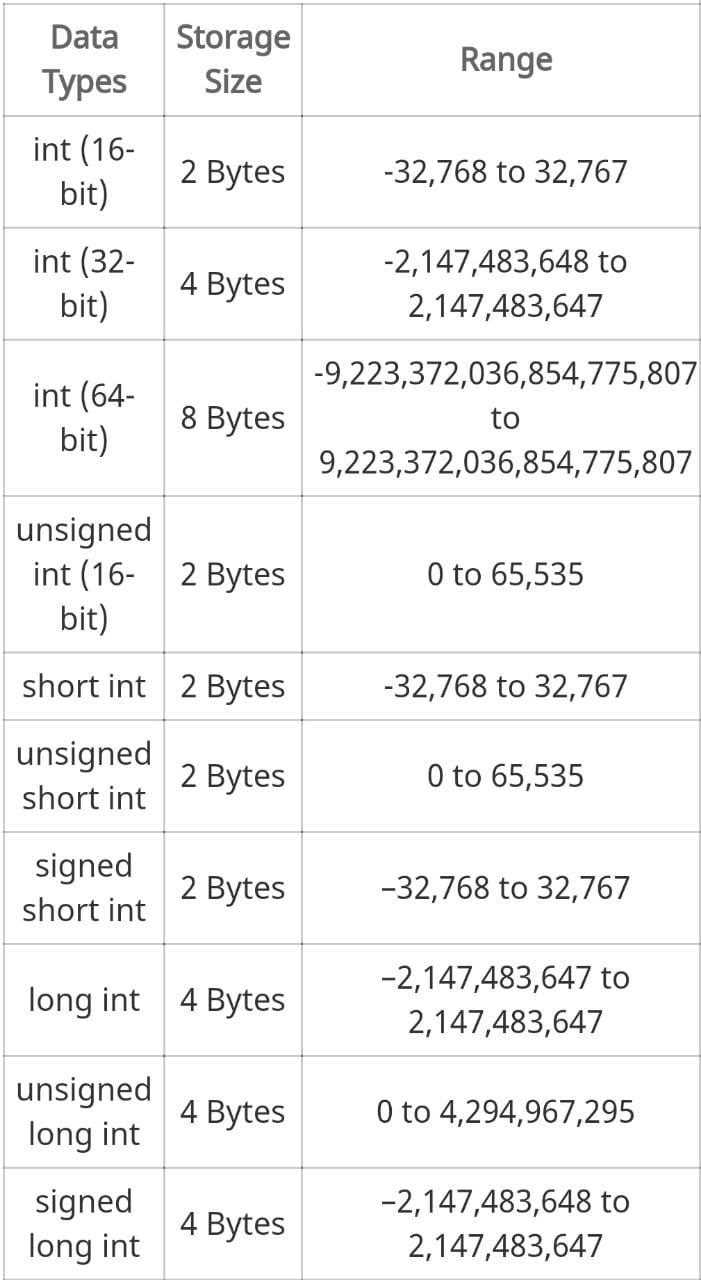 Data Types | Storage Size | Range
int (16-bit) | 2 Bytes | -32,768 to 32,767
int (32-bit) | 4 Bytes | -2,147,483,648 to 2,147,483,647
int (64-bit) | 8 Bytes | -9,223,372,036,854,775,807 to 9,223,372,036,854,775,807
unsigned int (16-bit) | 2 Bytes | 0 to 65,535
short int | 2 Bytes | -32,768 to 32,767
unsigned short int | 2 Bytes | 0 to 65,535
signed short int | 2 Bytes | –32,768 to 32,767
long int | 4 Bytes | –2,147,483,647 to 2,147,483,647
unsigned long int | 4 Bytes | 0 to 4,294,967,295
signed long int | 4 Bytes | –2,147,483,648 to 2,147,483,647